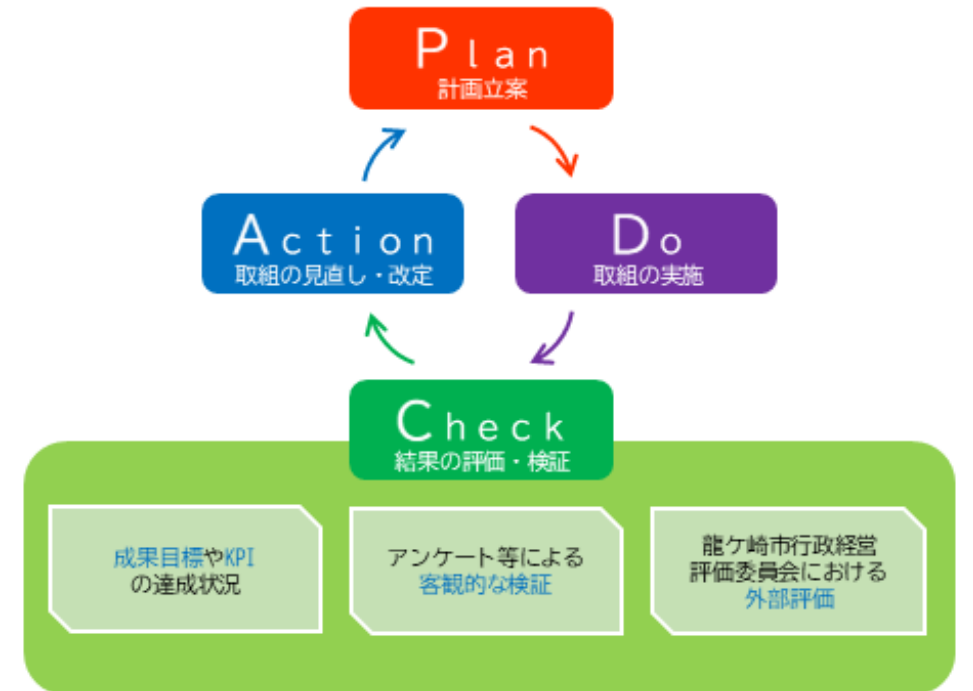 Plan
計画立案
Action
取組の見直し・改定
Do
取組の実施
Check
結果の評価・検証
成果目標やKPI
の達成状況
アンケート等による
客観的な検証
龍ケ崎市行政経営
評価委員会における
外部評価